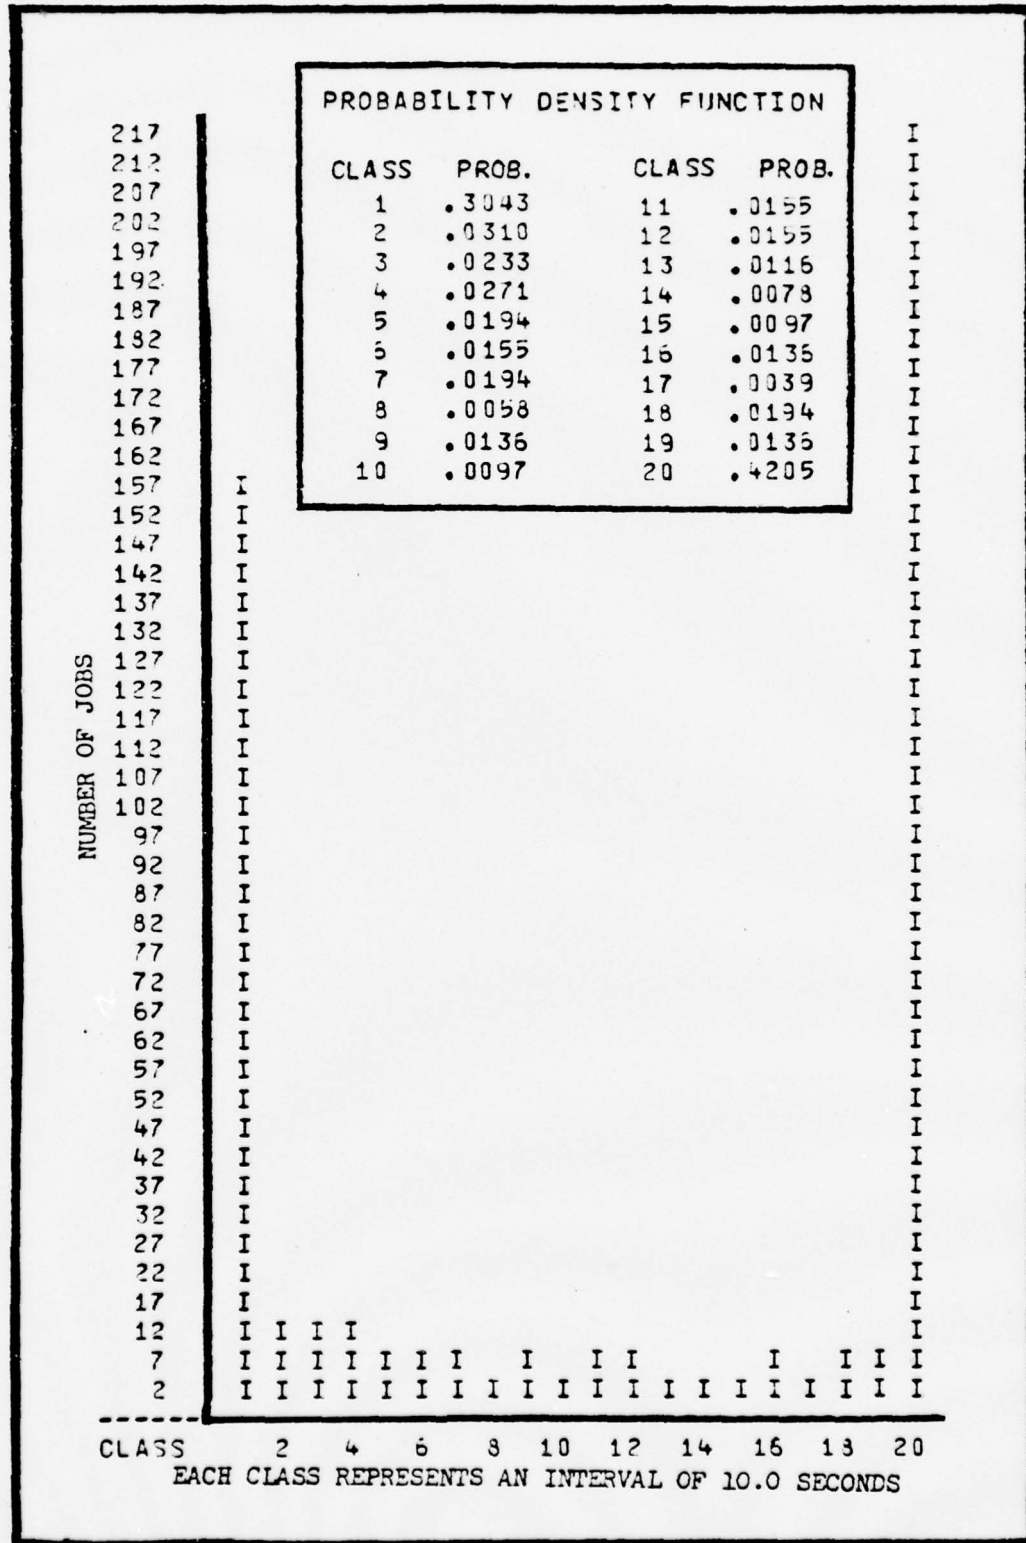 PROBABILITY DENSITY FUNCTION
CLASS PROB. CLASS PROB.
1 .3043 11 .0155
2 .0310 12 .0155
3 .0233 13 .0116
4 .0271 14 .0078
5 .0194 15 .0097
6 .0155 16 .0136
7 .0194 17 .0039
8 .0058 18 .0194
9 .0136 19 .0136
10 .0097 20 .4205
NUMBER OF JOBS
217 I
212 I
207 I
202 I
197 I
192 I
187 I
182 I
177 I
172 I
167 I
162 I
157 I I
152 I I
147 I I
142 I I
137 I I
132 I I
127 I I
122 I I
117 I I
112 I I
107 I I
102 I I
97 I I
92 I I
87 I I
82 I I
77 I I
72 I I
67 I I
62 I I
57 I I
52 I I
47 I I
42 I I
37 I I
32 I I
27 I I
22 I I
17 I I
12 I I I I I
7 I I I I I I I I I I I I I I
2 I I I I I I I I I I I I I I I I I I I I
------
CLASS 2 4 6 8 10 12 14 16 18 20
EACH CLASS REPRESENTS AN INTERVAL OF 10.0 SECONDS